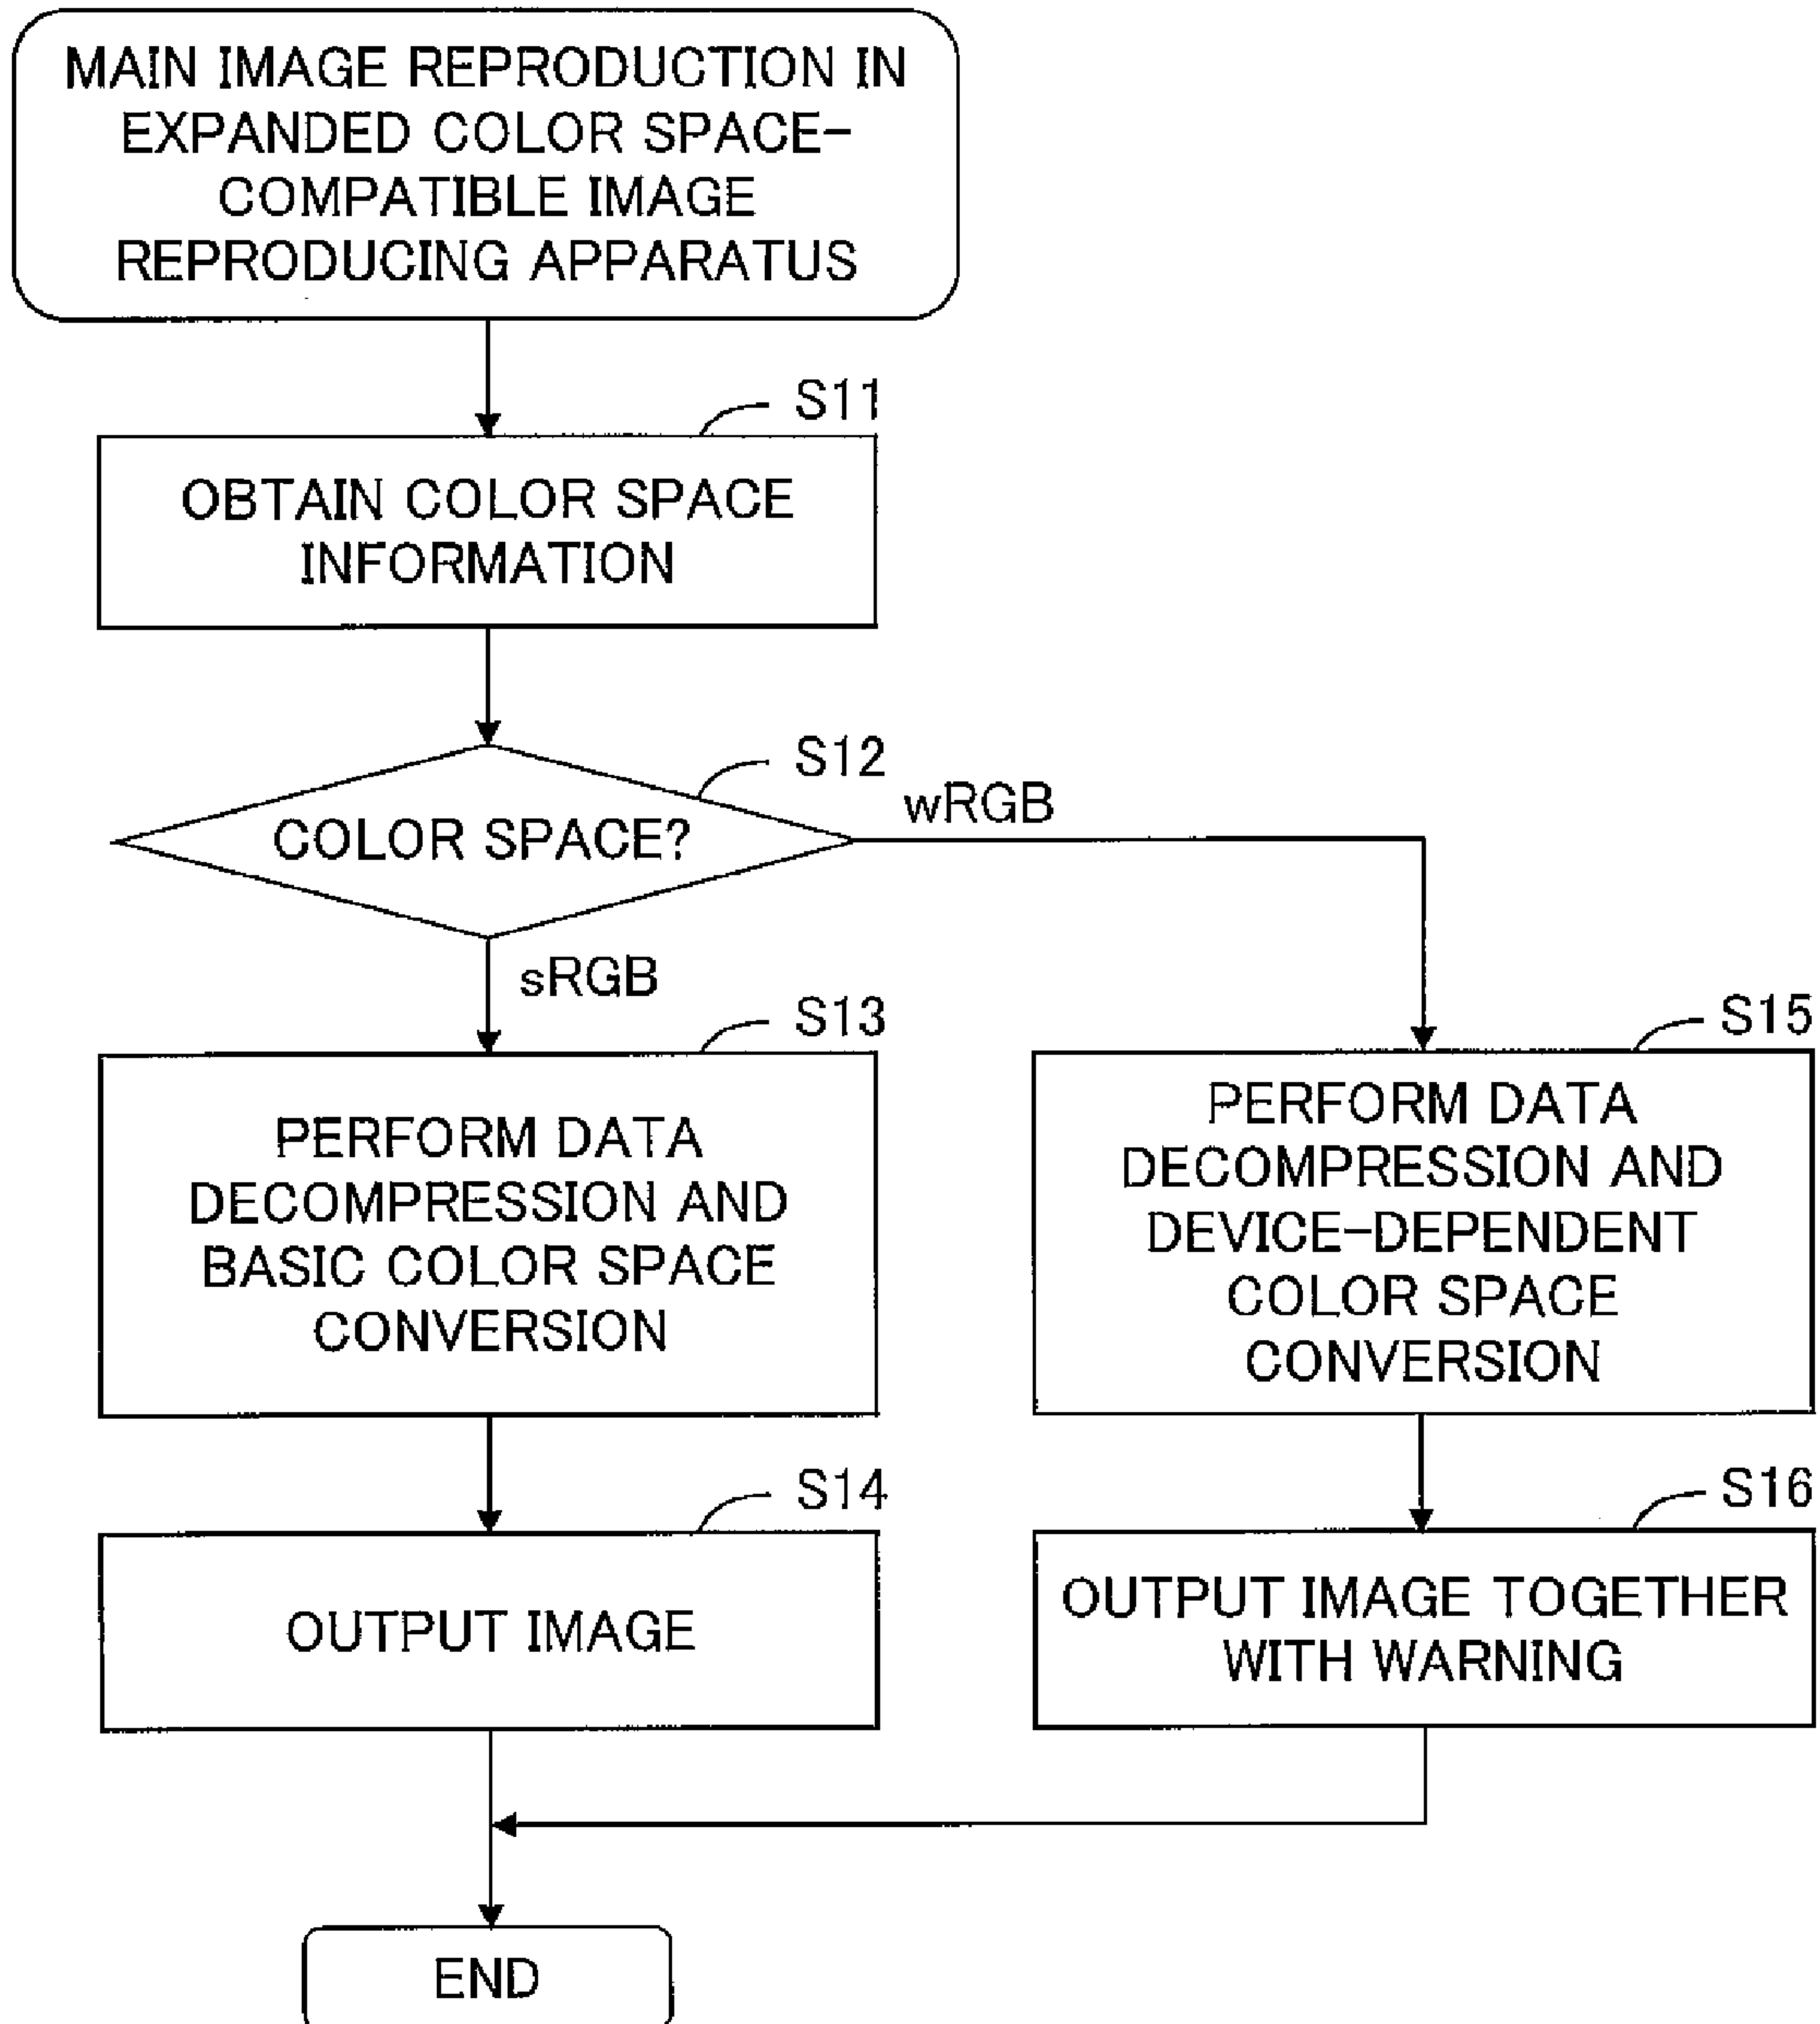 MAIN IMAGE REPRODUCTION IN
EXPANDED COLOR SPACE-
COMPATIBLE IMAGE
REPRODUCING APPARATUS
S11
OBTAIN COLOR SPACE
INFORMATION
S12
COLOR SPACE?
wRGB
sRGB
S13
PERFORM DATA
DECOMPRESSION AND
BASIC COLOR SPACE
CONVERSION
S15
PERFORM DATA
DECOMPRESSION AND
DEVICE-DEPENDENT
COLOR SPACE
CONVERSION
S14
OUTPUT IMAGE
S16
OUTPUT IMAGE TOGETHER
WITH WARNING
END